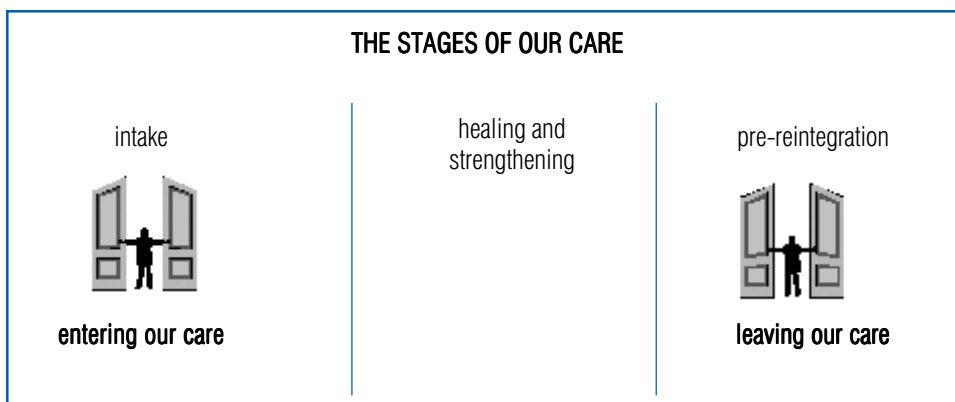 THE STAGES OF OUR CARE
intake
healing and
strengthening
pre-reintegration
entering our care
leaving our care